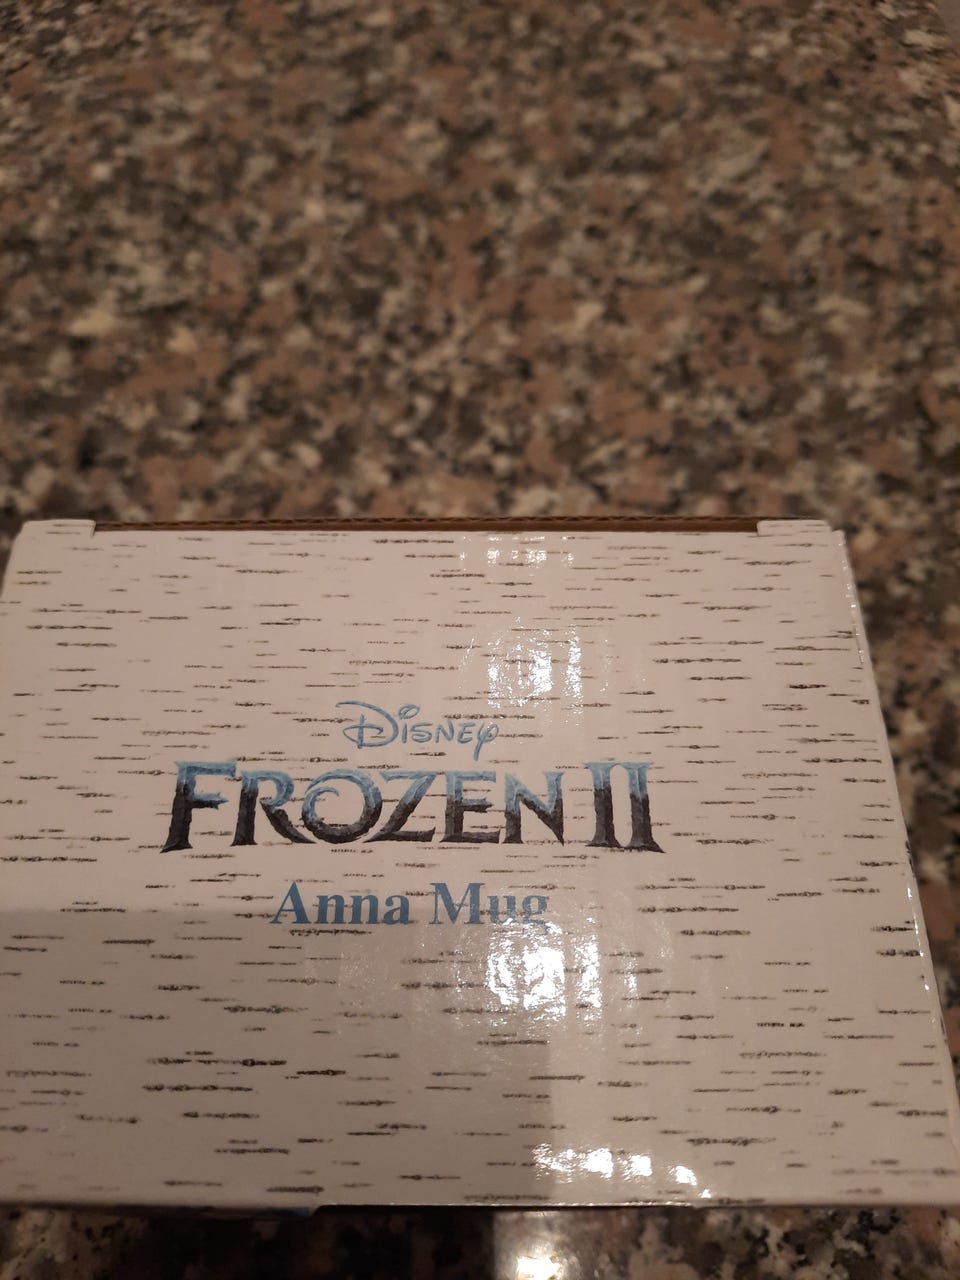 Disney
FROZEN II
Anna Mug